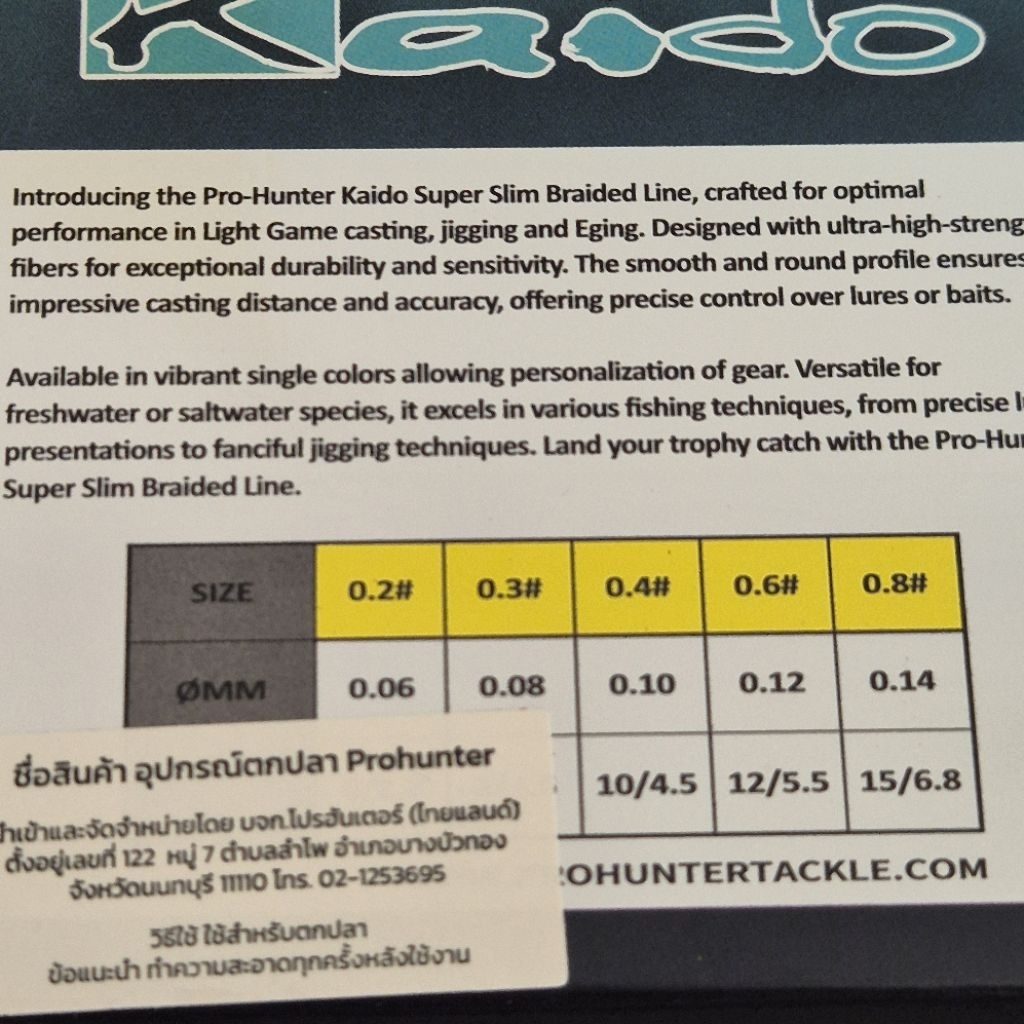 Kaido
Introducing the Pro-Hunter Kaido Super Slim Braided Line, crafted for optimal
performance in Light Game casting, jigging and Eging. Designed with ultra-high-streng
fibers for exceptional durability and sensitivity. The smooth and round profile ensures
impressive casting distance and accuracy, offering precise control over lures or baits.
Available in vibrant single colors allowing personalization of gear. Versatile for
freshwater or saltwater species, it excels in various fishing techniques, from precise
presentations to fanciful jigging techniques. Land your trophy catch with the Pro-Hu
Super Slim Braided Line.
SIZE 0.2# 0.3# 0.4# 0.6# 0.8#
ØMM 0.06 0.08 0.10 0.12 0.14
10/4.5 12/5.5 15/6.8
ROHUNTERTACKLE.COM
ชื่อสินค้า อุปกรณ์ตกปลา Prohunter
นำเข้าและจัดจำหน่ายโดย บจก.โปรฮันเตอร์ (ไทยแลนด์)
ตั้งอยู่เลขที่ 122 หมู่ 7 ตำบลลำโพ อำเภอบางบัวทอง
จังหวัดนนทบุรี 11110 โทร. 02-1253695
วิธีใช้ ใช้สำหรับตกปลา
ข้อแนะนำ ทำความสะอาดทุกครั้งหลังใช้งาน